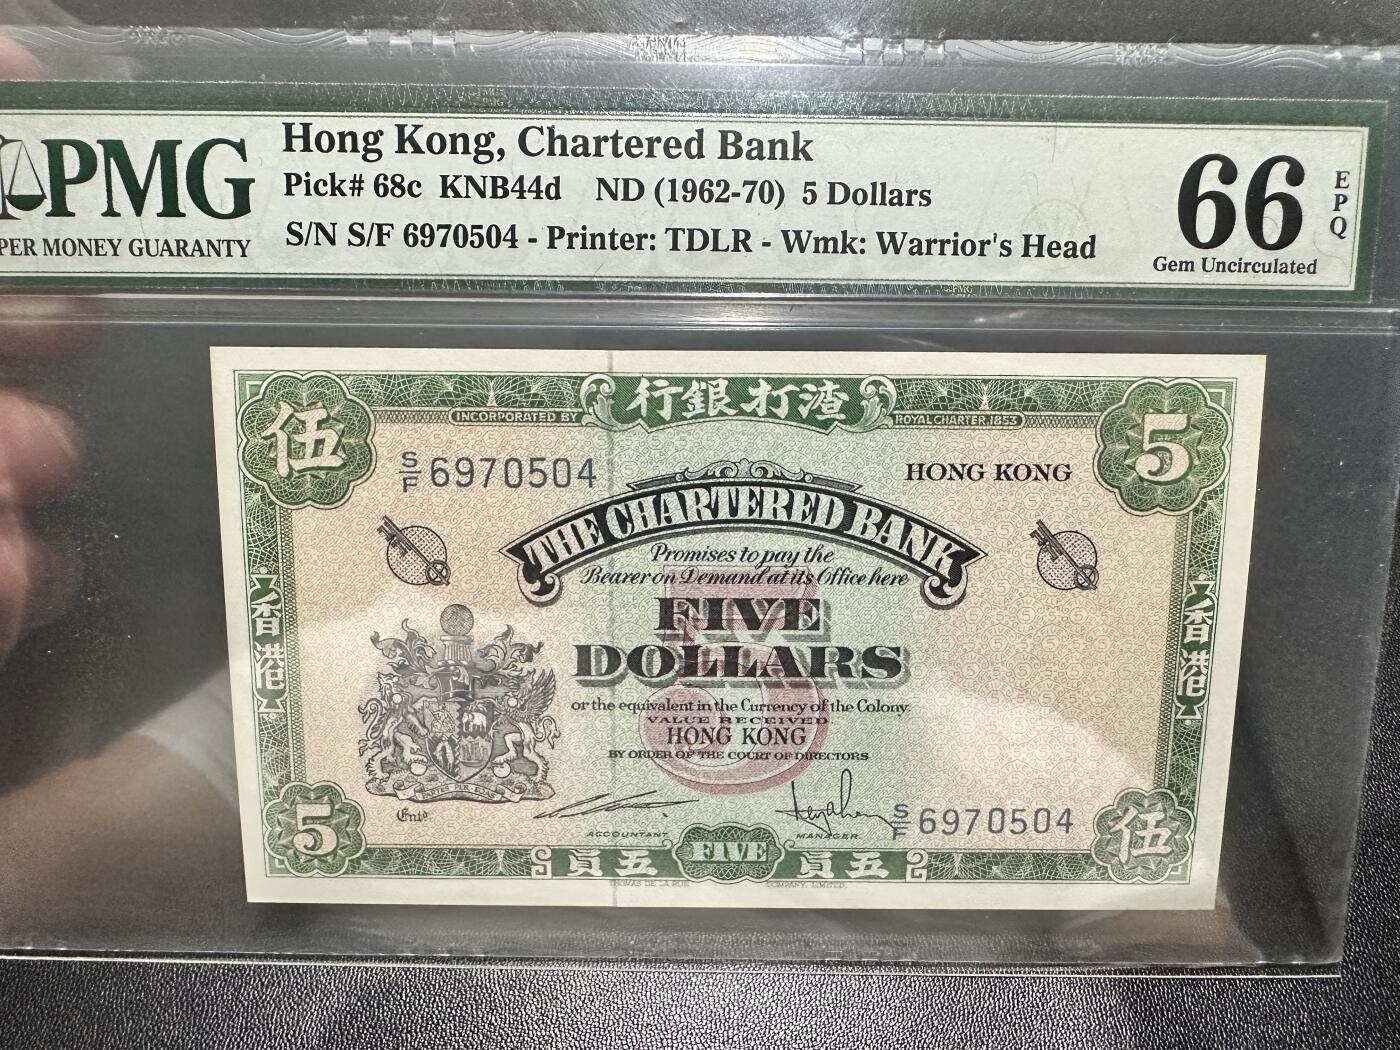 Hong Kong, Chartered Bank
PMG
Pick# 68c KNB44d ND (1962-70) 5 Dollars
S/N S/F 6970504 - Printer: TDLR - Wmk: Warrior's Head
PER MONEY GUARANTY
66
EPQ
Gem Uncirculated
行銀打渣
INCORPORATED BY
ROYAL CHARTER, 1853
伍
5
S/F 6970504
HONG KONG
THE CHARTERED BANK
Promises to pay the
Bearer on Demand at its Office here
FIVE
DOLLARS
5
香港
香港
or the equivalent in the Currency of the Colony.
VALUE RECEIVED
HONG KONG
BY ORDER OF THE COURT OF DIRECTORS
Entd
S/F 6970504
ACCOUNTANT
MANAGER
5
伍
員五
FIVE
員五
THOMAS DE LA RUE
COMPANY, LIMITED.